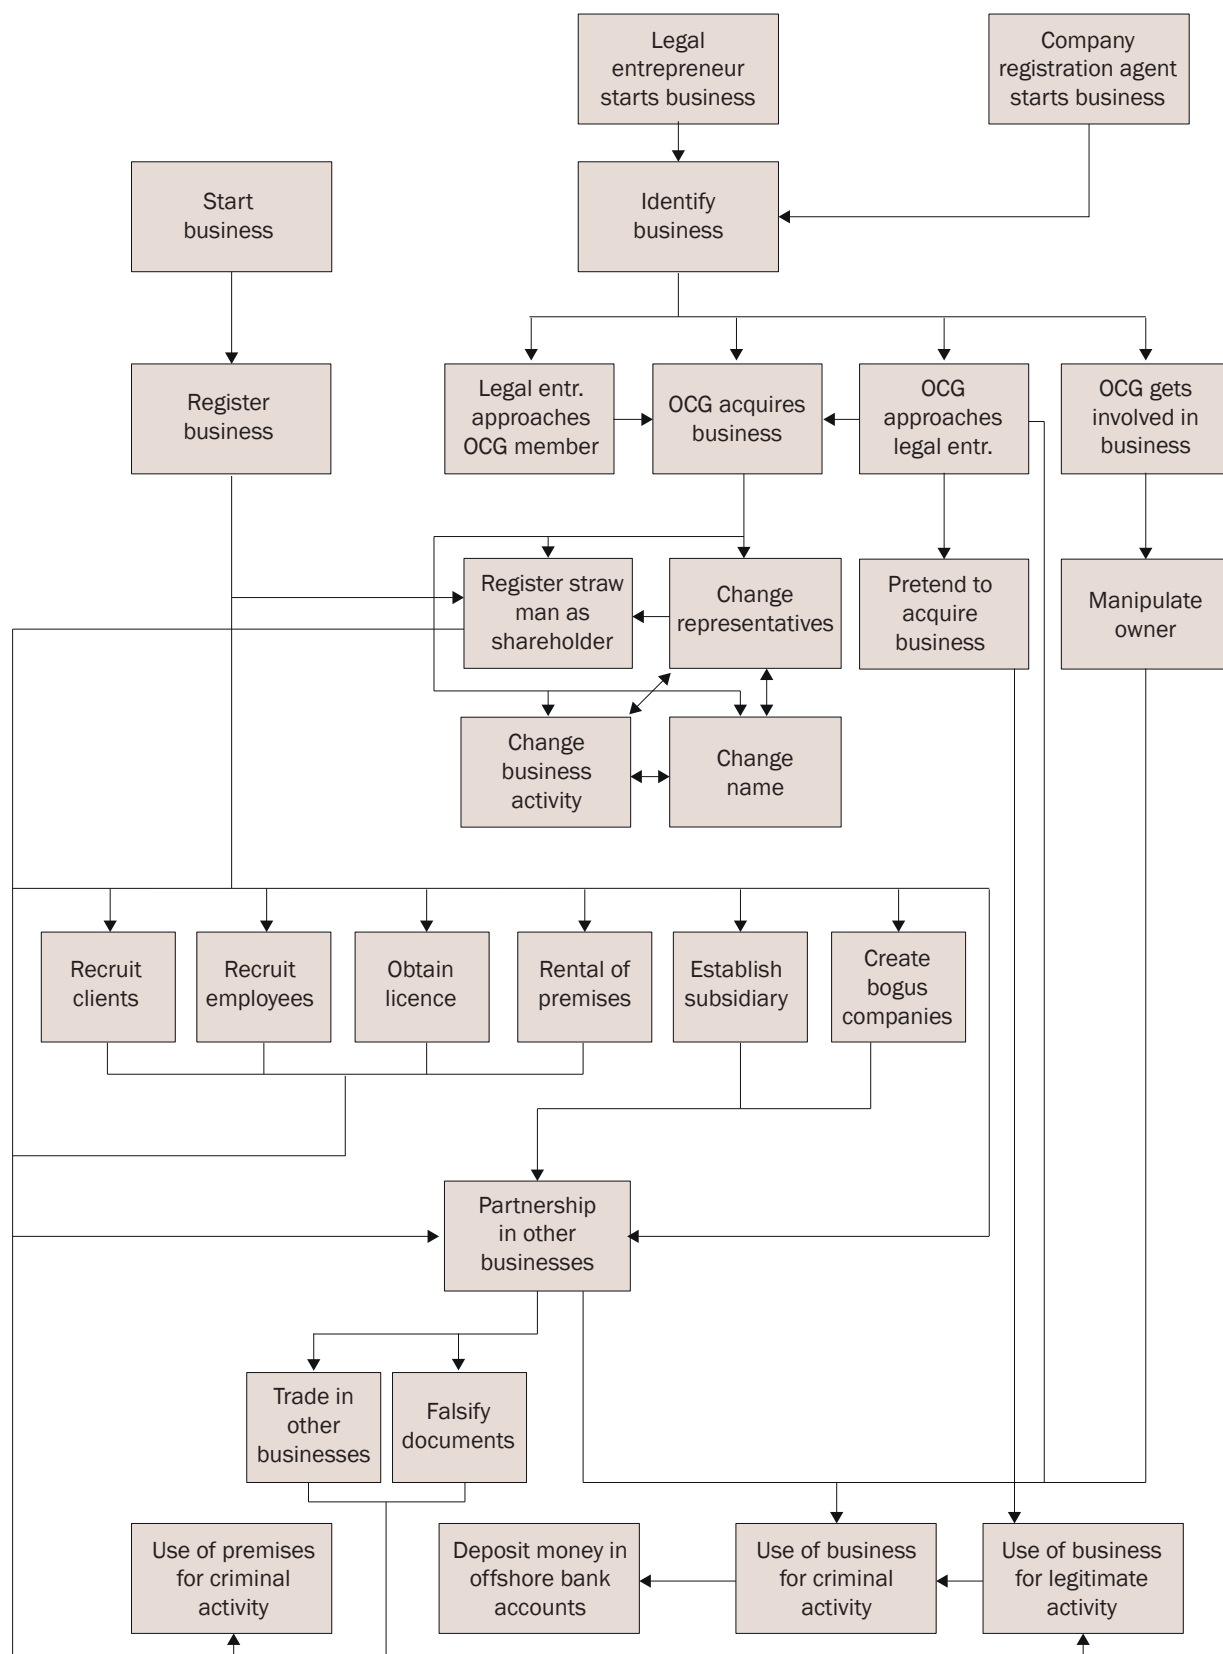 Legal
entrepreneur
starts business
Company
registration agent
starts business
Start
business
Identify
business
Register
business
Legal entr.
approaches
OCG member
OCG acquires
business
OCG
approaches
legal entr.
OCG gets
involved in
business
Register straw
man as
shareholder
Change
representatives
Pretend to
acquire
business
Manipulate
owner
Change
business
activity
Change
name
Recruit
clients
Recruit
employees
Obtain
licence
Rental of
premises
Establish
subsidiary
Create
bogus
companies
Partnership
in other
businesses
Trade in
other
businesses
Falsify
documents
Use of premises
for criminal
activity
Deposit money in
offshore bank
accounts
Use of business
for criminal
activity
Use of business
for legitimate
activity